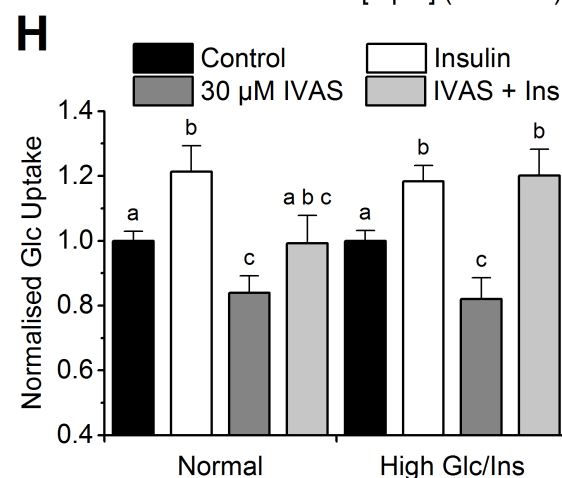 H
Control
Insulin
30 µM IVAS
IVAS + Ins
Normalised Glc Uptake
1.4
1.2
1.0
0.8
0.6
0.4
a
b
c
a b c
a
b
c
b
Normal
High Glc/Ins